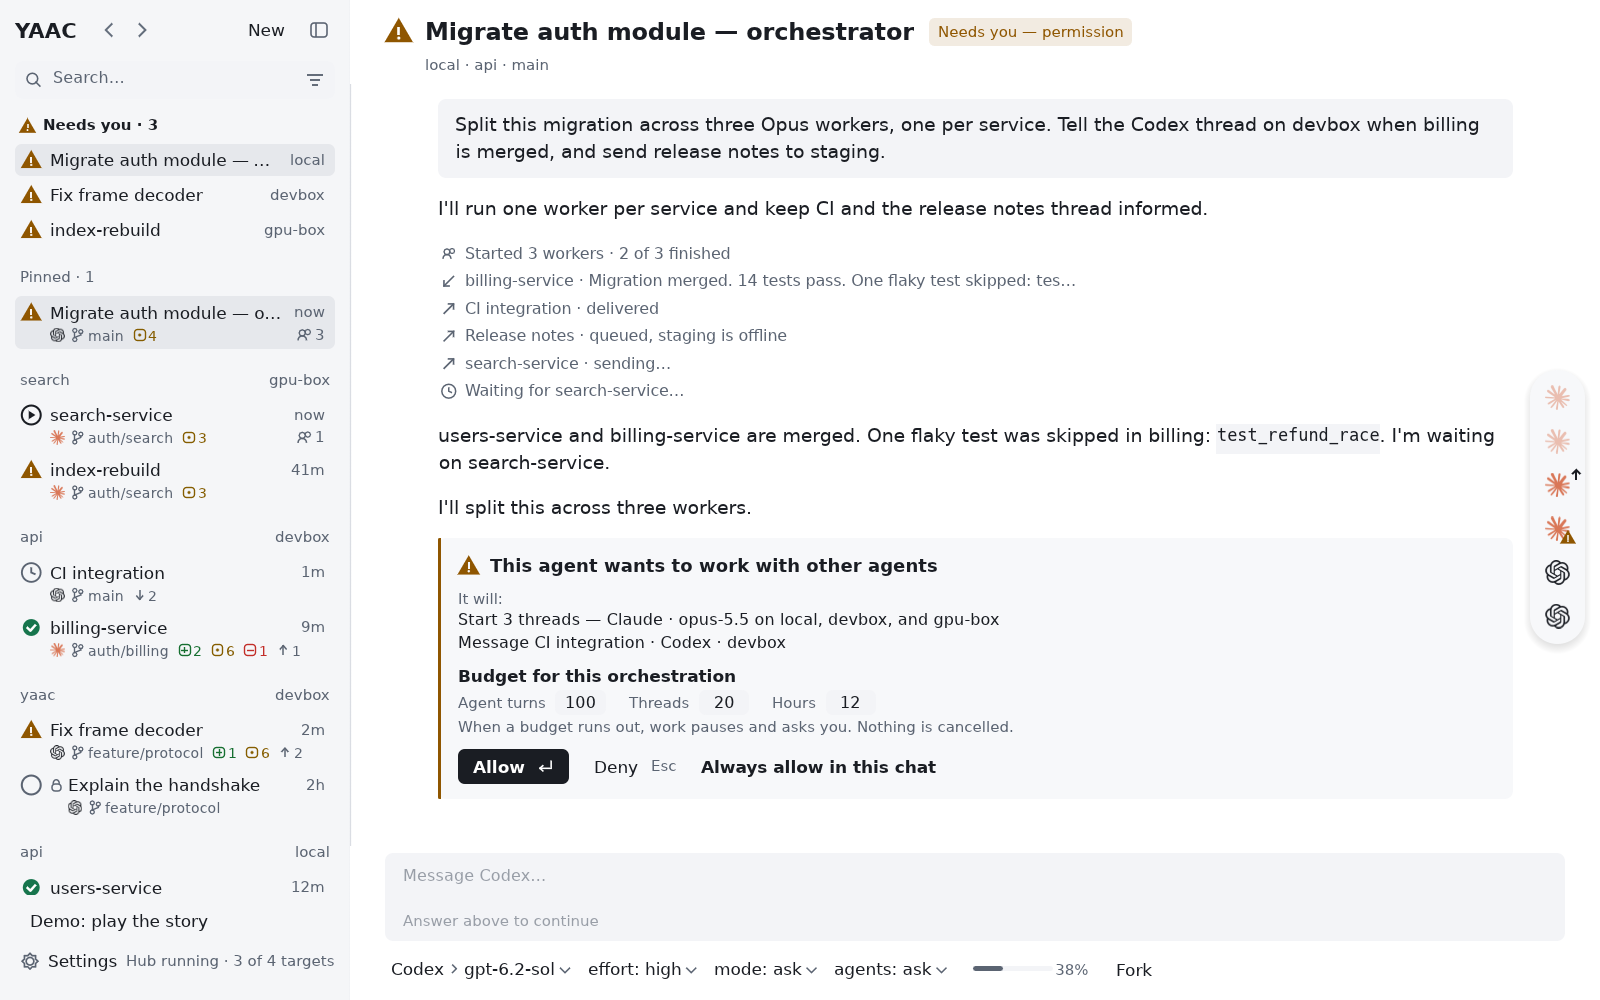 YAAC
New
Search…
Needs you · 3
Migrate auth module — … local
Fix frame decoder devbox
index-rebuild gpu-box
Pinned · 1
Migrate auth module — o… now
main 4 3
search gpu-box
search-service now
auth/search 3 1
index-rebuild 41m
auth/search 3
api devbox
CI integration 1m
main 2
billing-service 9m
auth/billing 2 6 1 1
yaac devbox
Fix frame decoder 2m
feature/protocol 1 6 2
Explain the handshake 2h
feature/protocol
api local
users-service 12m
Demo: play the story
Settings Hub running · 3 of 4 targets
Migrate auth module — orchestrator Needs you — permission
local · api · main
Split this migration across three Opus workers, one per service. Tell the Codex thread on devbox when billing
is merged, and send release notes to staging.
I'll run one worker per service and keep CI and the release notes thread informed.
Started 3 workers · 2 of 3 finished
billing-service · Migration merged. 14 tests pass. One flaky test skipped: tes…
CI integration · delivered
Release notes · queued, staging is offline
search-service · sending…
Waiting for search-service…
users-service and billing-service are merged. One flaky test was skipped in billing: test_refund_race. I'm waiting
on search-service.
I'll split this across three workers.
This agent wants to work with other agents
It will:
Start 3 threads — Claude · opus-5.5 on local, devbox, and gpu-box
Message CI integration · Codex · devbox
Budget for this orchestration
Agent turns 100 Threads 20 Hours 12
When a budget runs out, work pauses and asks you. Nothing is cancelled.
Allow Deny Esc Always allow in this chat
Message Codex…
Answer above to continue
Codex gpt-6.2-sol effort: high mode: ask agents: ask 38% Fork